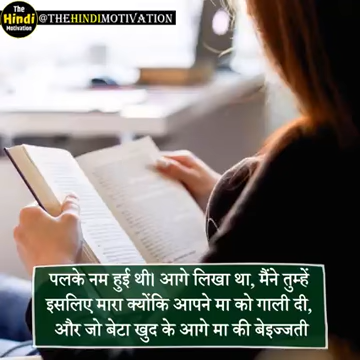 The
Hindi
Motivation
@THEHINDIMOTIVATION
पलके नम हुई थी। आगे लिखा था, मैंने तुम्हें
इसलिए मारा क्योंकि आपने मा को गाली दी,
और जो बेटा खुद के आगे मा की बेइज्जती